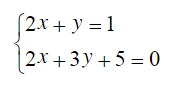 2x + y = 1
2x + 3y + 5 = 0